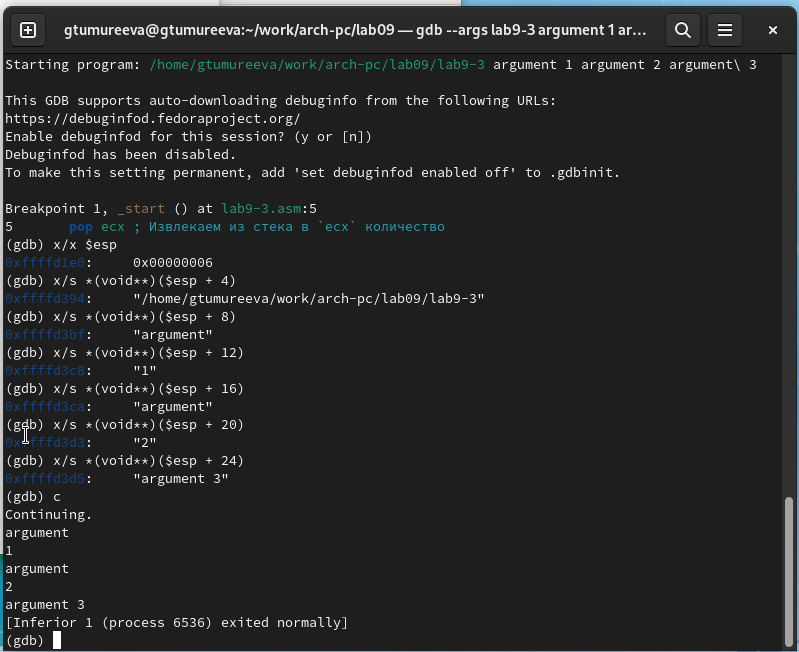 gtumureeva@gtumureeva:~/work/arch-pc/lab09 — gdb --args lab9-3 argument 1 ar...
Starting program: /home/gtumureeva/work/arch-pc/lab09/lab9-3 argument 1 argument 2 argument\ 3
This GDB supports auto-downloading debuginfo from the following URLs:
https://debuginfod.fedoraproject.org/
Enable debuginfod for this session? (y or [n])
Debuginfod has been disabled.
To make this setting permanent, add 'set debuginfod enabled off' to .gdbinit.
Breakpoint 1, _start () at lab9-3.asm:5
5       pop ecx ; Извлекаем из стека в `ecx` количество
(gdb) x/x $esp
0xffffd1e0:     0x00000006
(gdb) x/s *(void**)($esp + 4)
0xffffd394:     "/home/gtumureeva/work/arch-pc/lab09/lab9-3"
(gdb) x/s *(void**)($esp + 8)
0xffffd3bf:     "argument"
(gdb) x/s *(void**)($esp + 12)
0xffffd3c8:     "1"
(gdb) x/s *(void**)($esp + 16)
0xffffd3ca:     "argument"
(gdb) x/s *(void**)($esp + 20)
0xffffd3d3:     "2"
(gdb) x/s *(void**)($esp + 24)
0xffffd3d5:     "argument 3"
(gdb) c
Continuing.
argument
1
argument
2
argument 3
[Inferior 1 (process 6536) exited normally]
(gdb)